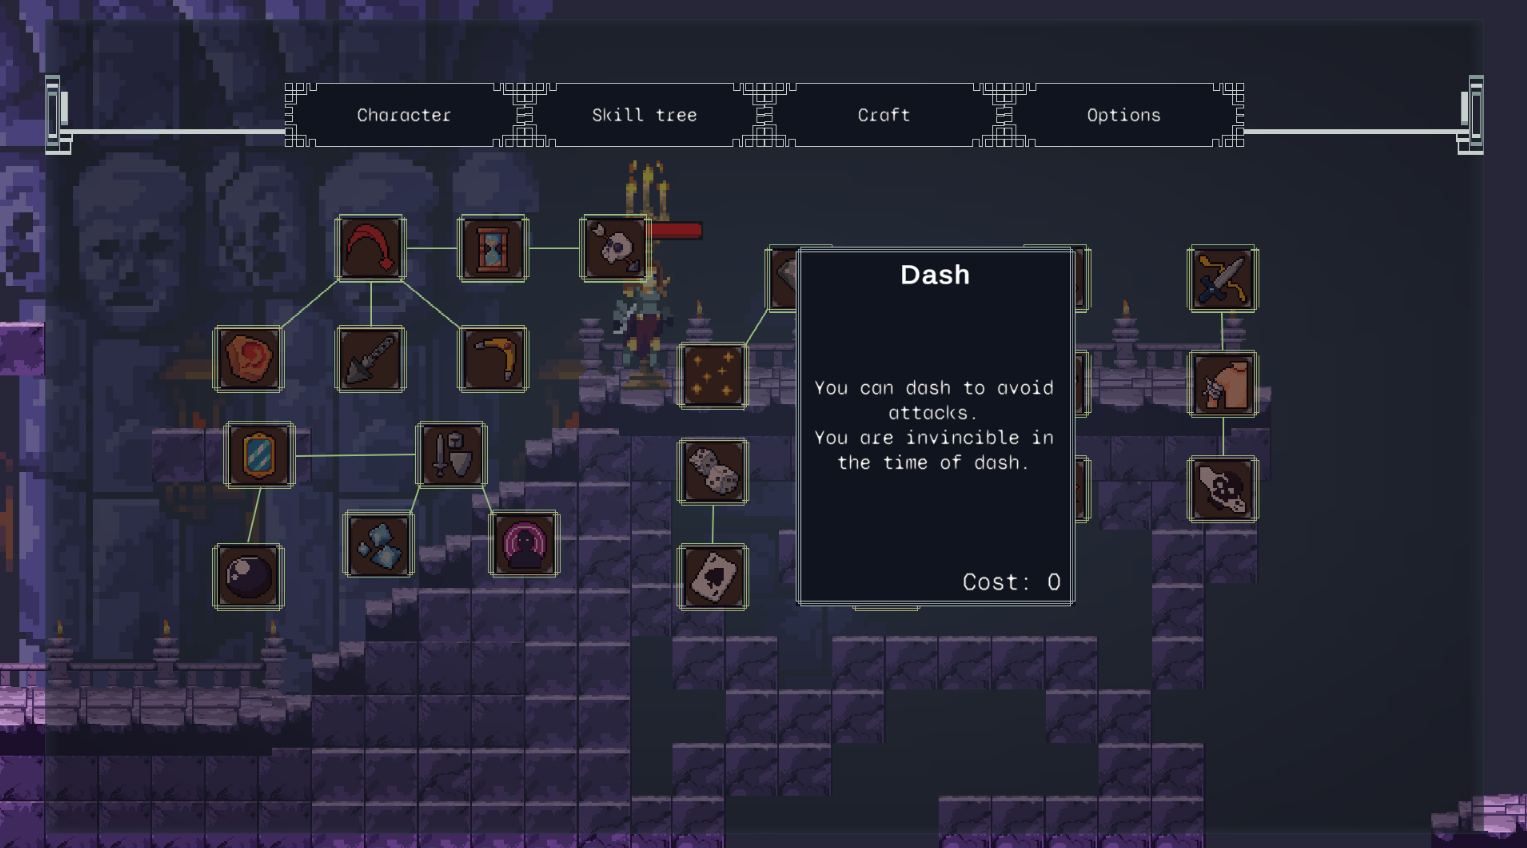 Character
Skill tree
Craft
Options
Dash
You can dash to avoid
attacks.
You are invincible in
the time of dash.
Cost: 0